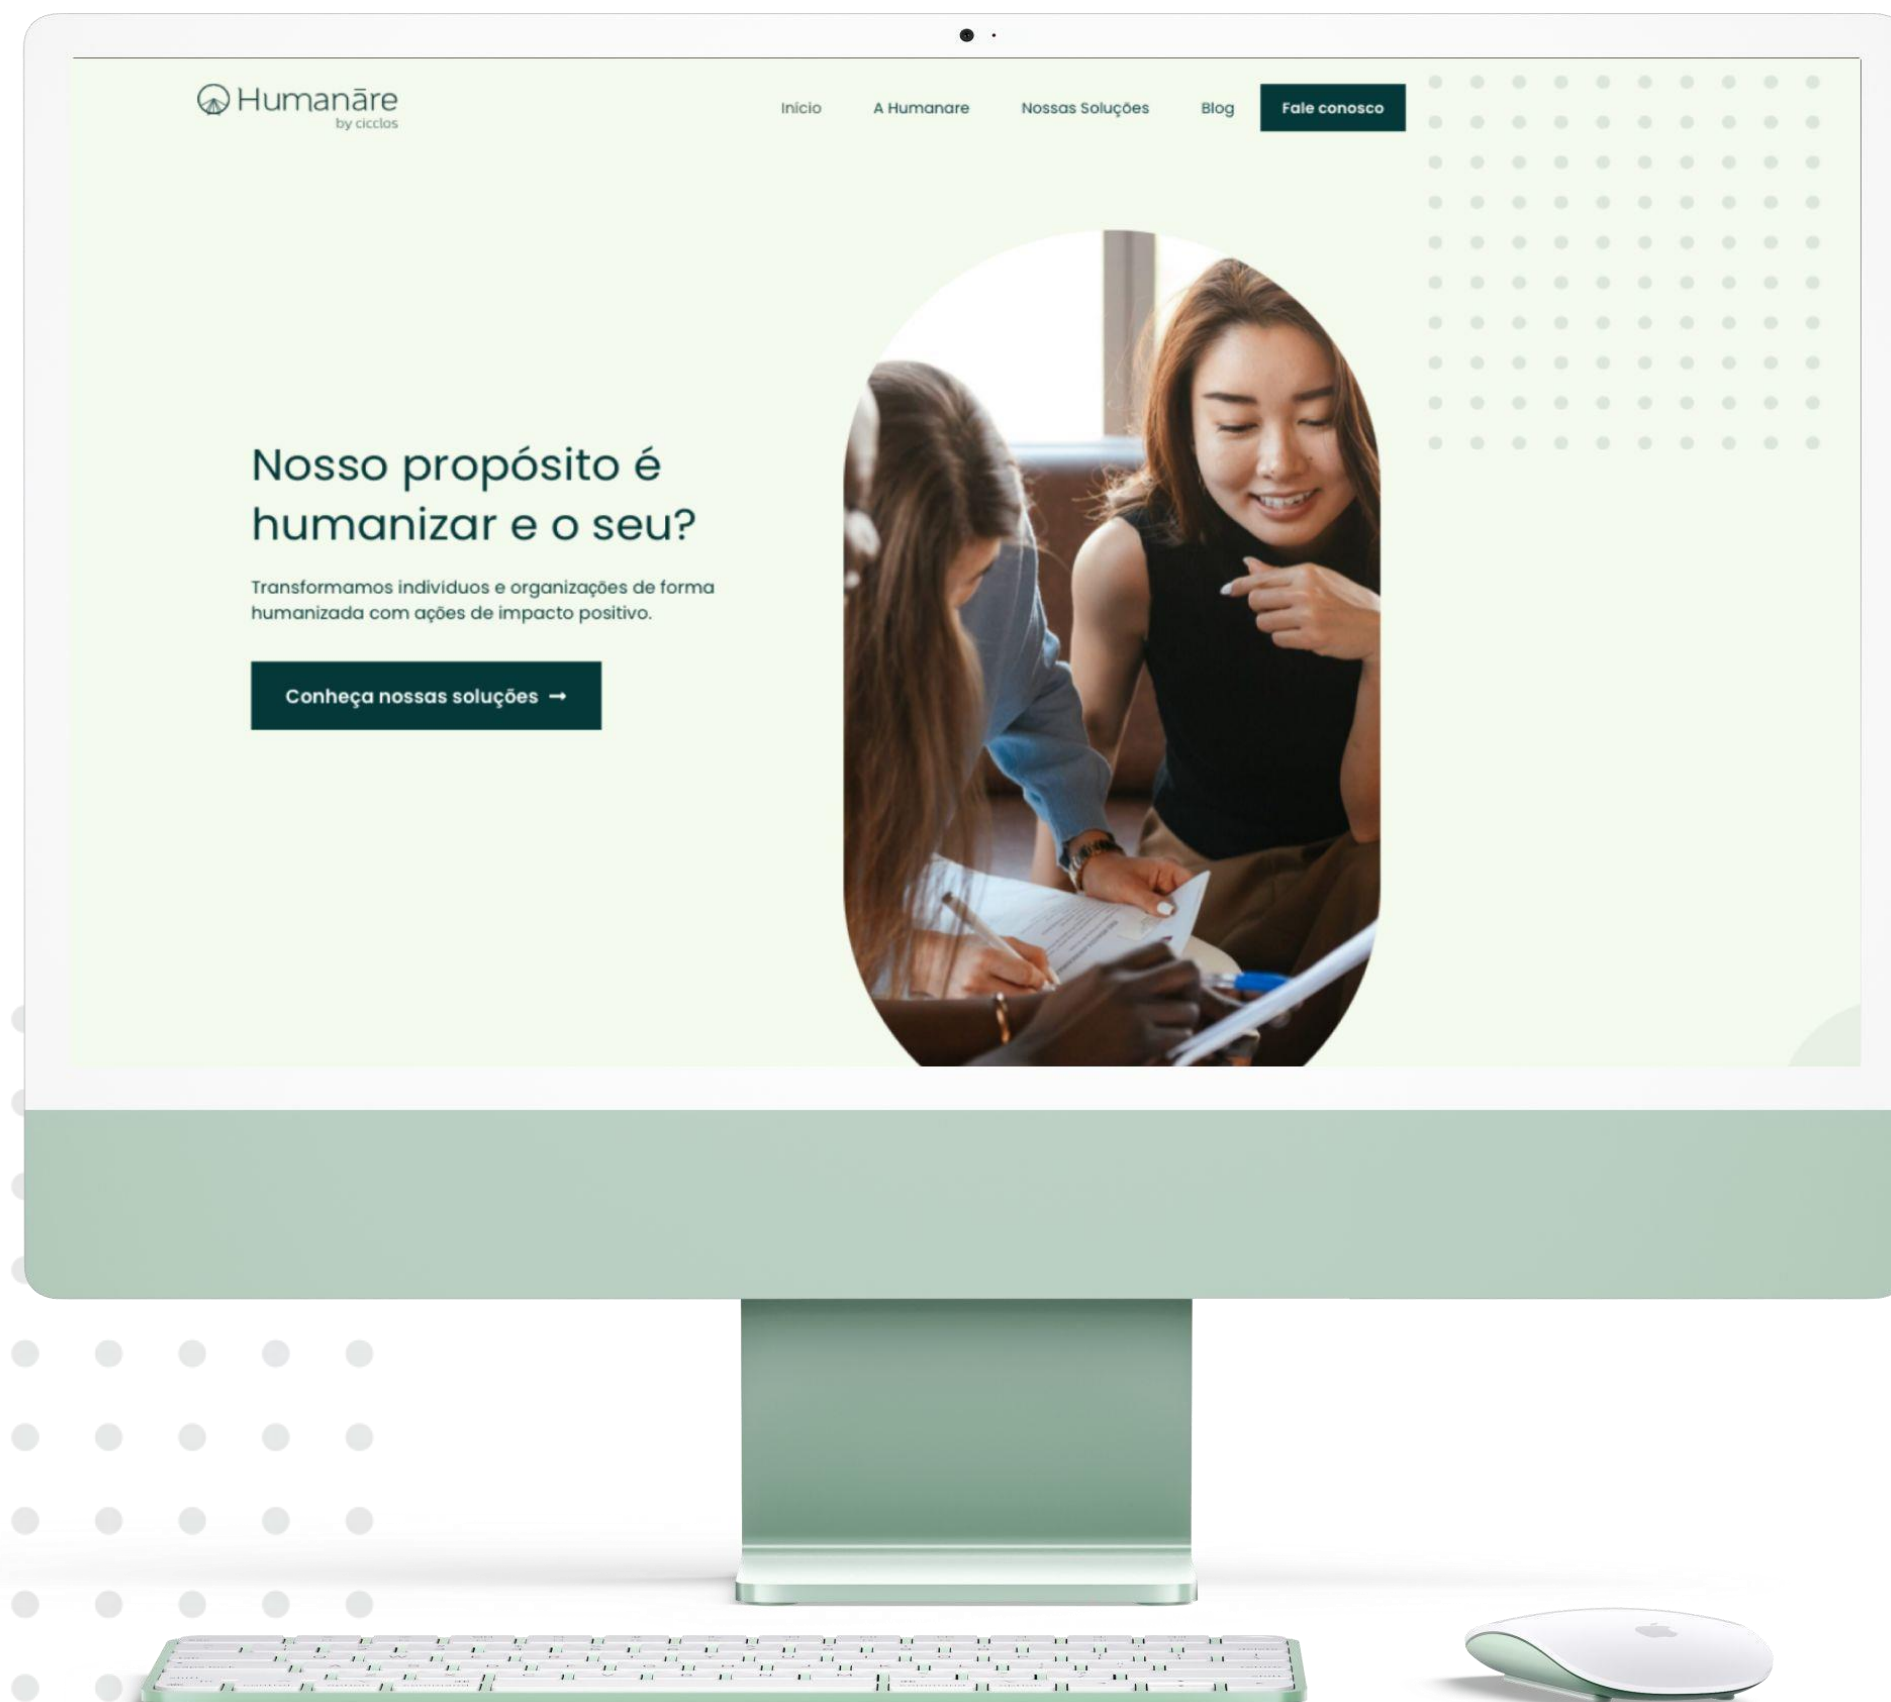 Humanāre
by cicclos
Início
A Humanare
Nossas Soluções
Blog
Fale conosco
Nosso propósito é
humanizar e o seu?
Transformamos indivíduos e organizações de forma
humanizada com ações de impacto positivo.
Conheça nossas soluções →